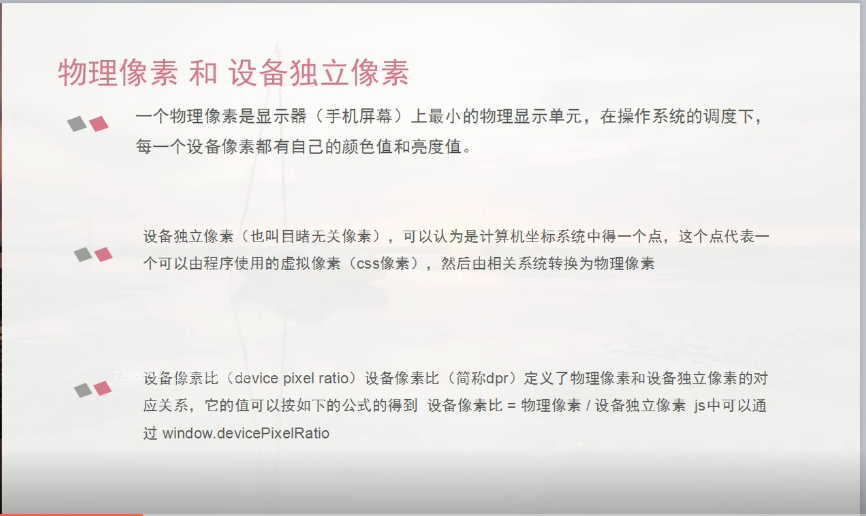 物理像素 和 设备独立像素
一个物理像素是显示器（手机屏幕）上最小的物理显示单元，在操作系统的调度下，
每一个设备像素都有自己的颜色值和亮度值。
设备独立像素（也叫目睹无关像素），可以认为是计算机坐标系统中得一个点，这个点代表一
个可以由程序使用的虚拟像素（css像素），然后由相关系统转换为物理像素
设备像素比（device pixel ratio）设备像素比（简称dpr）定义了物理像素和设备独立像素的对
应关系，它的值可以按如下的公式的得到 设备像素比 = 物理像素 / 设备独立像素 js中可以通
过 window.devicePixelRatio